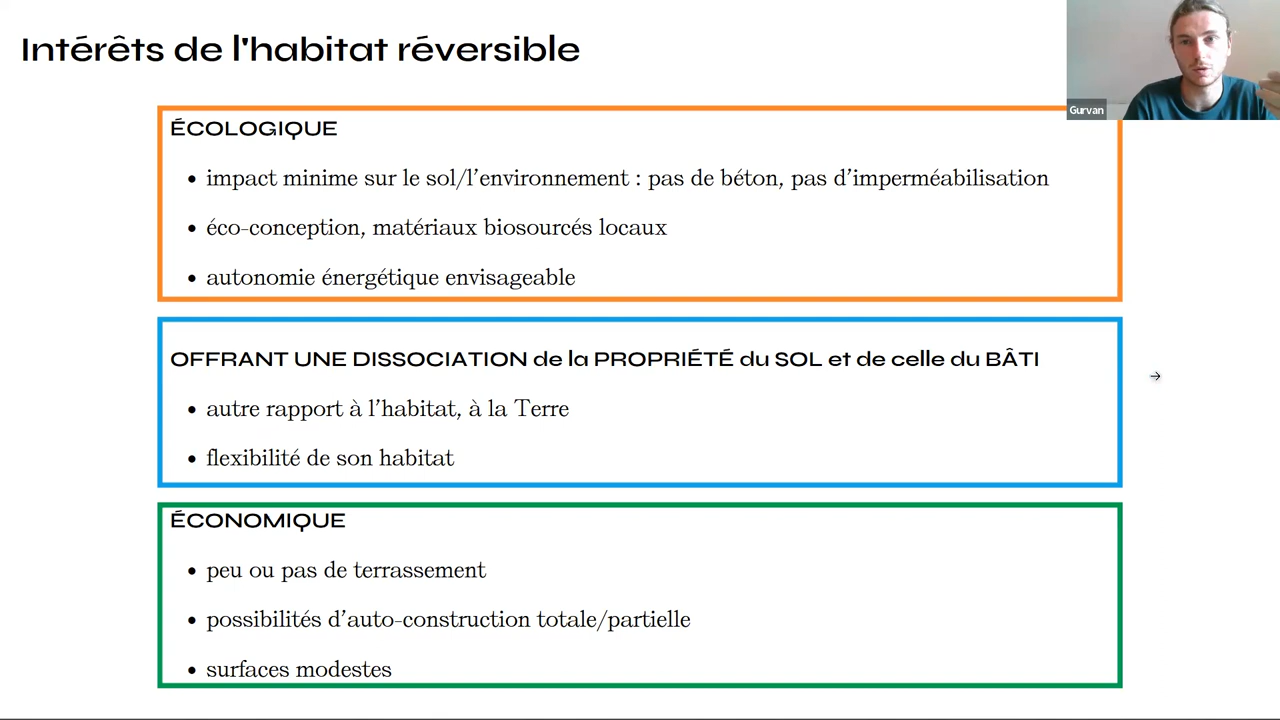 Intérêts de l'habitat réversible
Gurvan
ÉCOLOGIQUE
• impact minime sur le sol/l’environnement : pas de béton, pas d’imperméabilisation
• éco-conception, matériaux biosourcés locaux
• autonomie énergétique envisageable
OFFRANT UNE DISSOCIATION de la PROPRIÉTÉ du SOL et de celle du BÂTI
• autre rapport à l’habitat, à la Terre
• flexibilité de son habitat
ÉCONOMIQUE
• peu ou pas de terrassement
• possibilités d’auto-construction totale/partielle
• surfaces modestes